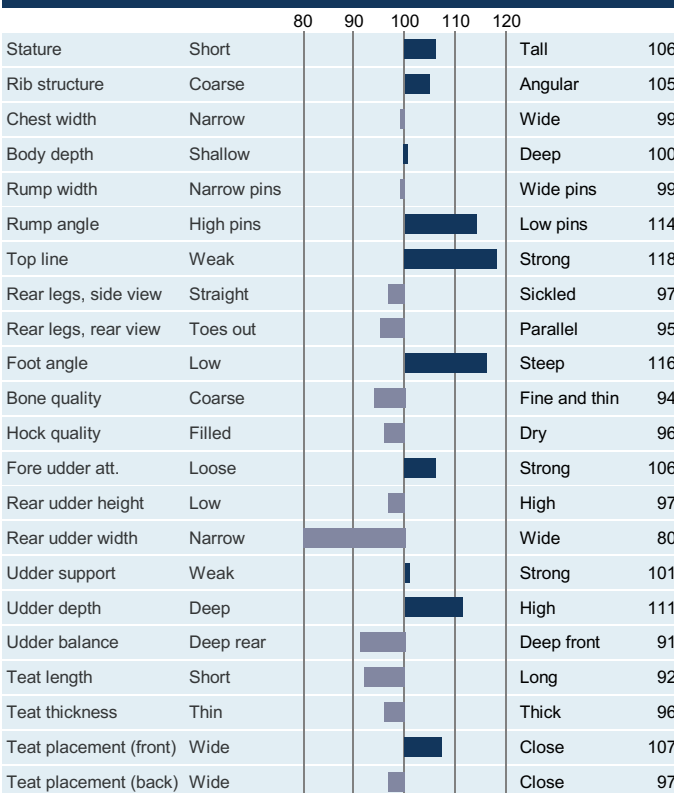 80 90 100 110 120
Stature Short Tall 106
Rib structure Coarse Angular 105
Chest width Narrow Wide 99
Body depth Shallow Deep 100
Rump width Narrow pins Wide pins 99
Rump angle High pins Low pins 114
Top line Weak Strong 118
Rear legs, side view Straight Sickled 97
Rear legs, rear view Toes out Parallel 95
Foot angle Low Steep 116
Bone quality Coarse Fine and thin 94
Hock quality Filled Dry 96
Fore udder att. Loose Strong 106
Rear udder height Low High 97
Rear udder width Narrow Wide 80
Udder support Weak Strong 101
Udder depth Deep High 111
Udder balance Deep rear Deep front 91
Teat length Short Long 92
Teat thickness Thin Thick 96
Teat placement (front) Wide Close 107
Teat placement (back) Wide Close 97